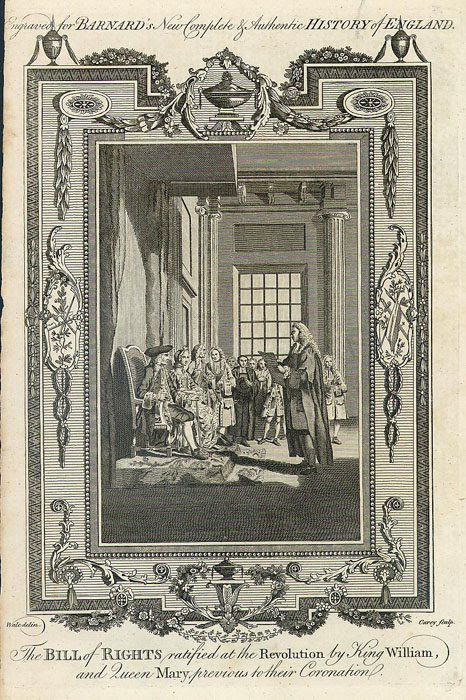 Engraved for BARNARD's New Complete & Authentic HISTORY of ENGLAND.
Wale delin.
Carey sculp.
The BILL of RIGHTS ratified at the Revolution by King William,
and Queen Mary, previous to their Coronation.